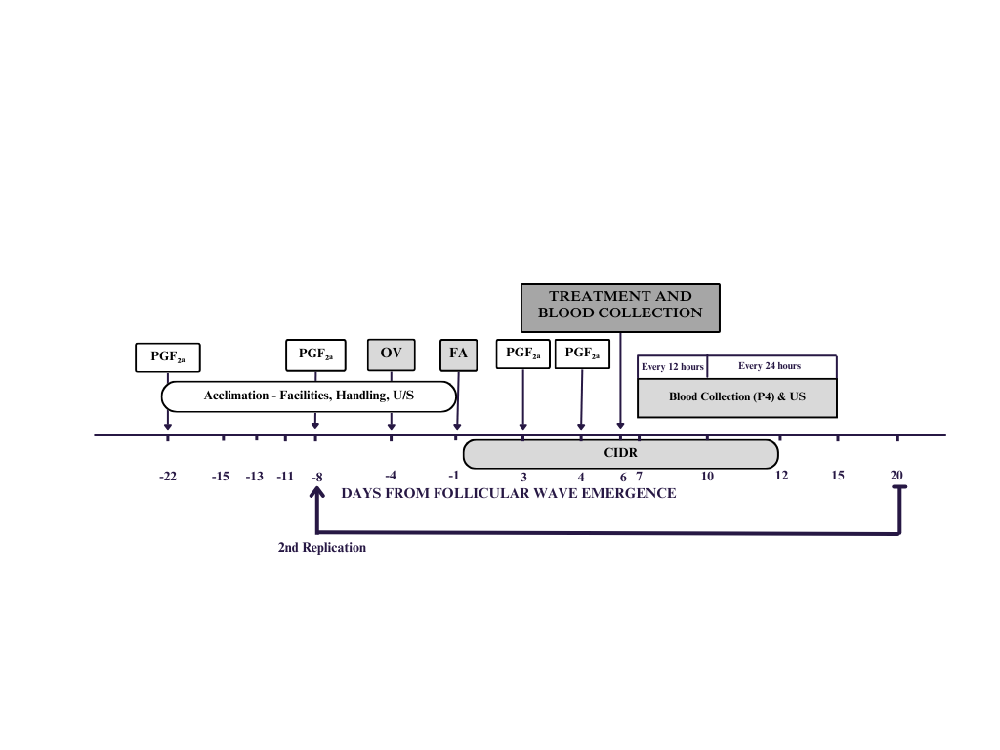 TREATMENT AND
BLOOD COLLECTION
PGF₂ₐ
PGF₂ₐ
OV
FA
PGF₂ₐ
PGF₂ₐ
Every 12 hours
Every 24 hours
Acclimation - Facilities, Handling, U/S
Blood Collection (P4) & US
CIDR
-22 -15 -13 -11 -8 -4 -1 3 4 6 7 10 12 15 20
DAYS FROM FOLLICULAR WAVE EMERGENCE
2nd Replication